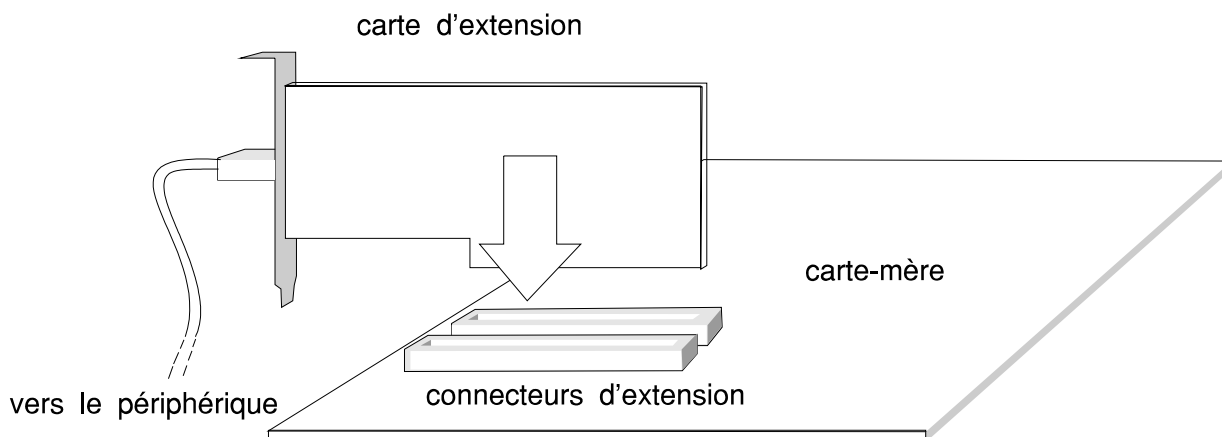 carte d'extension
carte-mère
connecteurs d'extension
vers le périphérique